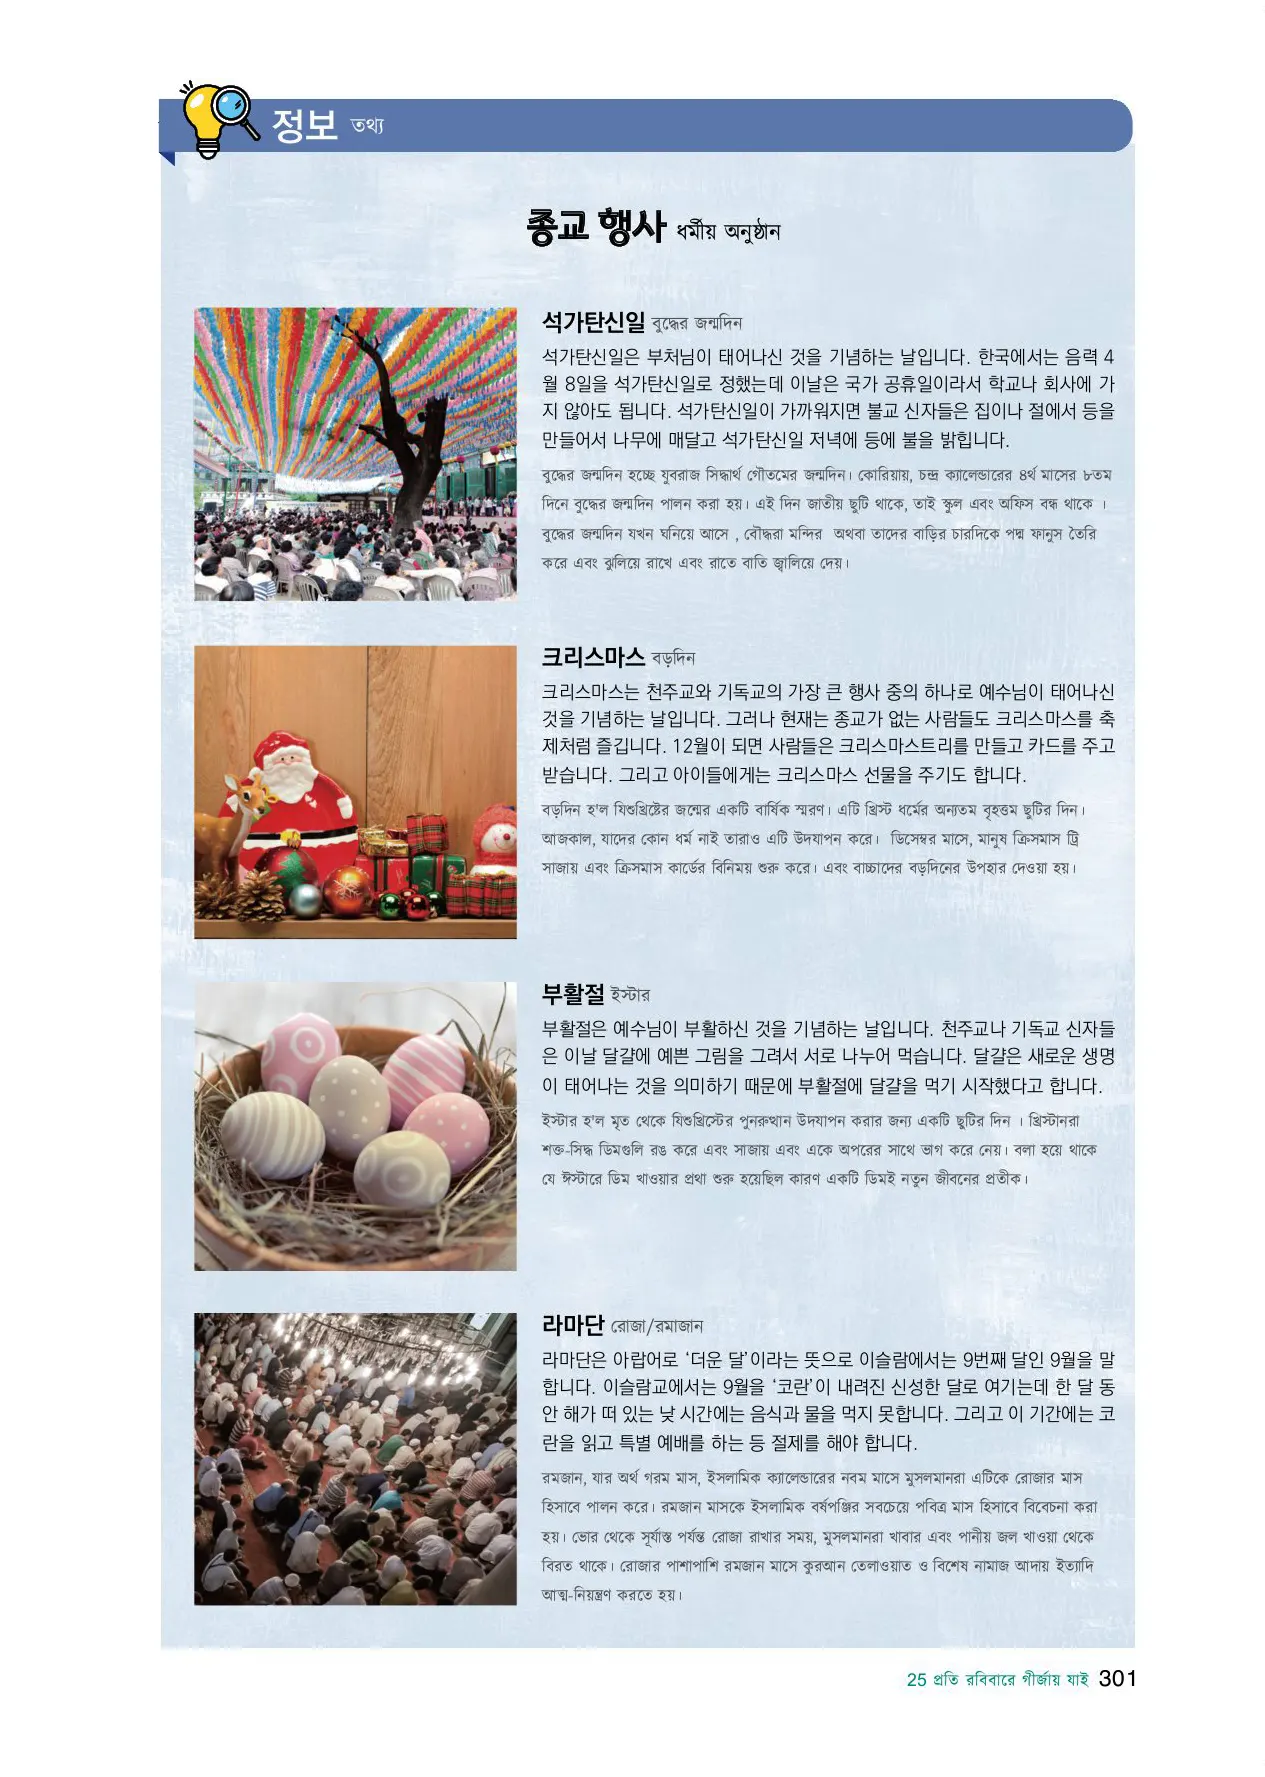 정보 তথ্য
종교 행사 ধর্মীয় অনুষ্ঠান
석가탄신일 বুদ্ধের জন্মদিন
석가탄신일은 부처님이 태어나신 것을 기념하는 날입니다. 한국에서는 음력 4
월 8일을 석가탄신일로 정했는데 이날은 국가 공휴일이라서 학교나 회사에 가
지 않아도 됩니다. 석가탄신일이 가까워지면 불교 신자들은 집이나 절에서 등을
만들어서 나무에 매달고 석가탄신일 저녁에 등에 불을 밝힙니다.
বুদ্ধের জন্মদিন হচ্ছে যুবরাজ সিদ্ধার্থ গৌতমের জন্মদিন। কোরিয়ায়, চন্দ্র ক্যালেন্ডারের ৪র্থ মাসের ৮তম
দিনে বুদ্ধের জন্মদিন পালন করা হয়। এই দিন জাতীয় ছুটি থাকে, তাই স্কুল এবং অফিস বন্ধ থাকে ।
বুদ্ধের জন্মদিন যখন ঘনিয়ে আসে , বৌদ্ধরা মন্দির অথবা তাদের বাড়ির চারদিকে পদ্ম ফানুস তৈরি
করে এবং ঝুলিয়ে রাখে এবং রাতে বাতি জ্বালিয়ে দেয়।
크리스마스 বড়দিন
크리스마스는 천주교와 기독교의 가장 큰 행사 중의 하나로 예수님이 태어나신
것을 기념하는 날입니다. 그러나 현재는 종교가 없는 사람들도 크리스마스를 축
제처럼 즐깁니다. 12월이 되면 사람들은 크리스마스트리를 만들고 카드를 주고
받습니다. 그리고 아이들에게는 크리스마스 선물을 주기도 합니다.
বড়দিন হ'ল যিশুখ্রিষ্টের জন্মের একটি বার্ষিক স্মরণ। এটি খ্রিস্ট ধর্মের অন্যতম বৃহত্তম ছুটির দিন।
আজকাল, যাদের কোন ধর্ম নাই তারাও এটি উদযাপন করে। ডিসেম্বর মাসে, মানুষ ক্রিসমাস ট্রি
সাজায় এবং ক্রিসমাস কার্ডের বিনিময় শুরু করে। এবং বাচ্চাদের বড়দিনের উপহার দেওয়া হয়।
부활절 ইস্টার
부활절은 예수님이 부활하신 것을 기념하는 날입니다. 천주교나 기독교 신자들
은 이날 달걀에 예쁜 그림을 그려서 서로 나누어 먹습니다. 달걀은 새로운 생명
이 태어나는 것을 의미하기 때문에 부활절에 달걀을 먹기 시작했다고 합니다.
ইস্টার হ'ল মৃত থেকে যিশুখ্রিস্টের পুনরুত্থান উদযাপন করার জন্য একটি ছুটির দিন । খ্রিস্টানরা
শক্ত-সিদ্ধ ডিমগুলি রঙ করে এবং সাজায় এবং একে অপরের সাথে ভাগ করে নেয়। বলা হয়ে থাকে
যে ঈস্টারে ডিম খাওয়ার প্রথা শুরু হয়েছিল কারণ একটি ডিমই নতুন জীবনের প্রতীক।
라마단 রোজা/রমাজান
라마단은 아랍어로 ‘더운 달’이라는 뜻으로 이슬람에서는 9번째 달인 9월을 말
합니다. 이슬람교에서는 9월을 ‘코란’이 내려진 신성한 달로 여기는데 한 달 동
안 해가 떠 있는 낮 시간에는 음식과 물을 먹지 못합니다. 그리고 이 기간에는 코
란을 읽고 특별 예배를 하는 등 절제를 해야 합니다.
রমজান, যার অর্থ গরম মাস, ইসলামিক ক্যালেন্ডারের নবম মাসে মুসলমানরা এটিকে রোজার মাস
হিসাবে পালন করে। রমজান মাসকে ইসলামিক বর্ষপঞ্জির সবচেয়ে পবিত্র মাস হিসাবে বিবেচনা করা
হয়। ভোর থেকে সূর্যাস্ত পর্যন্ত রোজা রাখার সময়, মুসলমানরা খাবার এবং পানীয় জল খাওয়া থেকে
বিরত থাকে। রোজার পাশাপাশি রমজান মাসে কুরআন তেলাওয়াত ও বিশেষ নামাজ আদায় ইত্যাদি
আত্ম-নিয়ন্ত্রণ করতে হয়।
25 প্রতি রবিবারে গীর্জায় যাই 301